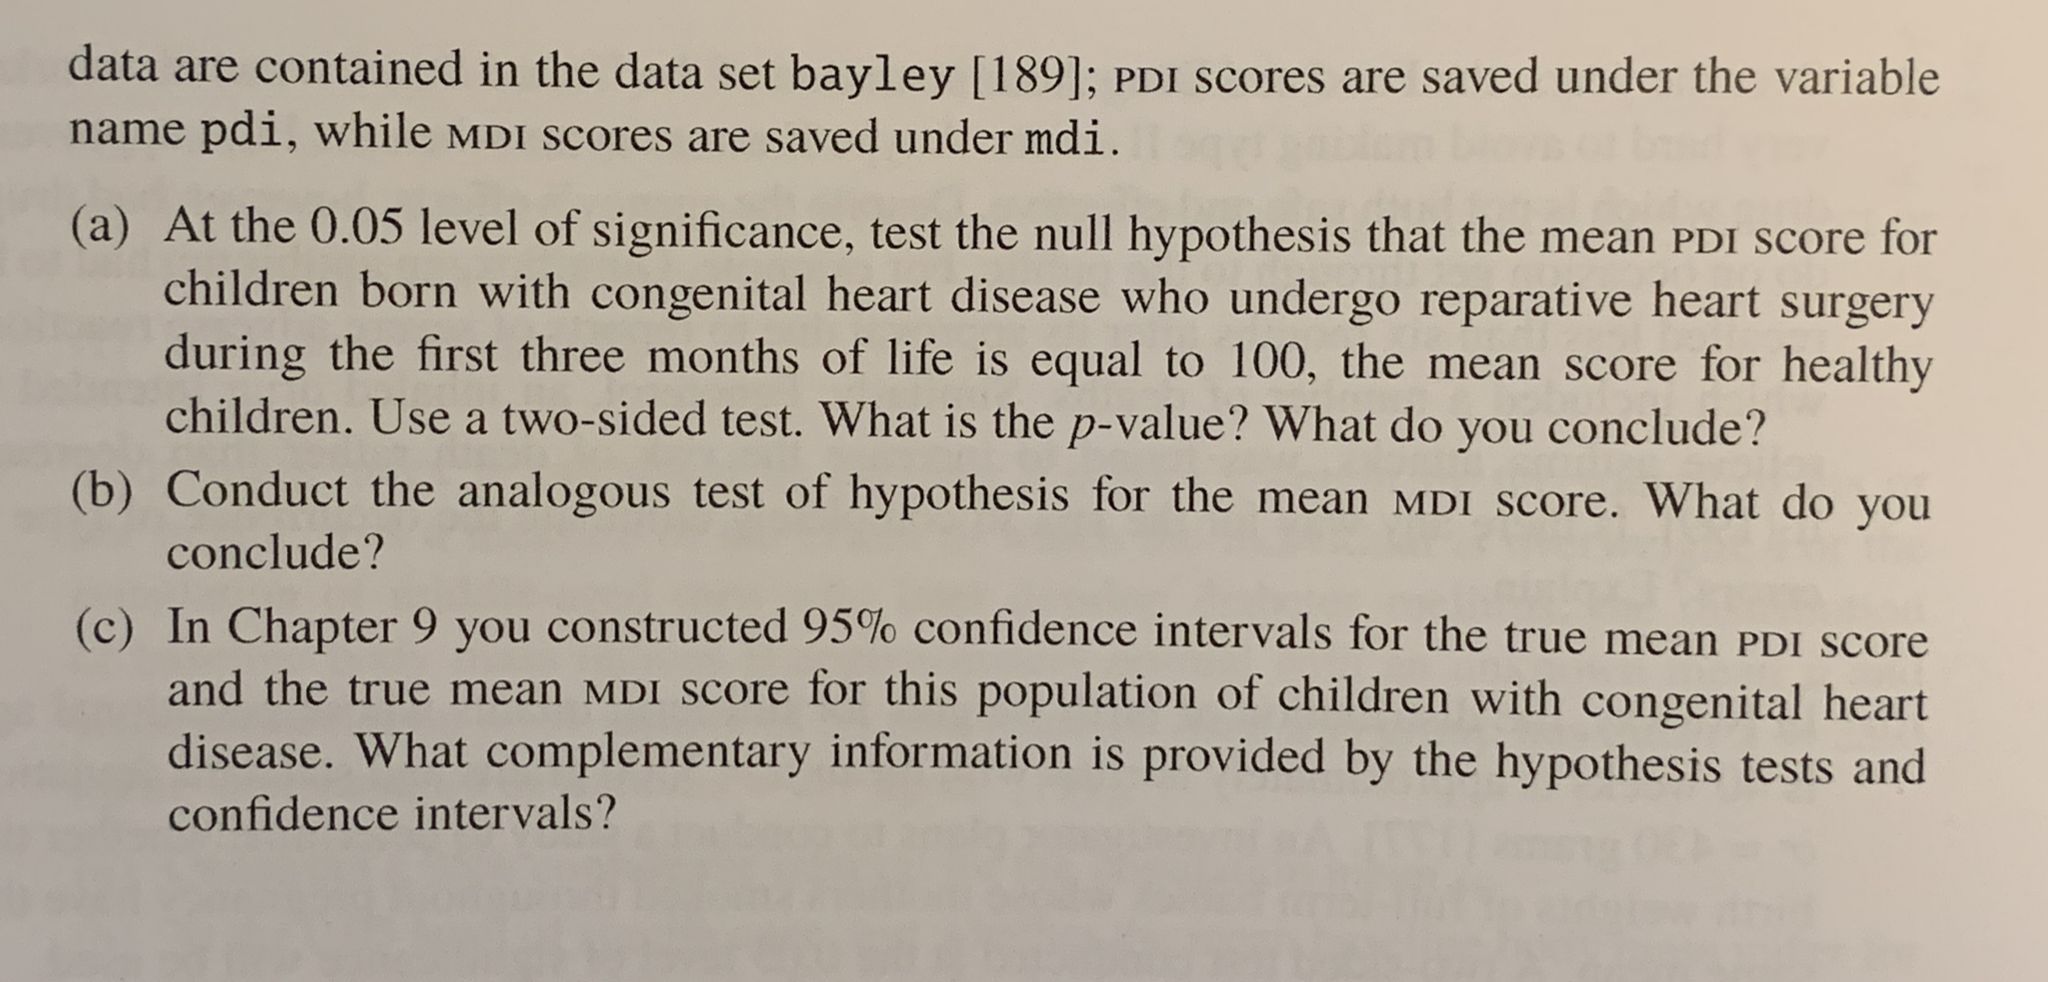 data are contained in the data set bayley [189]; PDI scores are saved under the variable
name pdi, while MDI scores are saved under mdi.
(a) At the 0.05 level of significance, test the null hypothesis that the mean PDI score for
children born with congenital heart disease who undergo reparative heart surgery
during the first three months of life is equal to 100, the mean score for healthy
children. Use a two-sided test. What is the p-value? What do you conclude?
(b) Conduct the analogous test of hypothesis for the mean MDI score. What do you
conclude?
(c) In Chapter 9 you constructed 95% confidence intervals for the true mean PDI score
and the true mean MDI score for this population of children with congenital heart
disease. What complementary information is provided by the hypothesis tests and
confidence intervals?